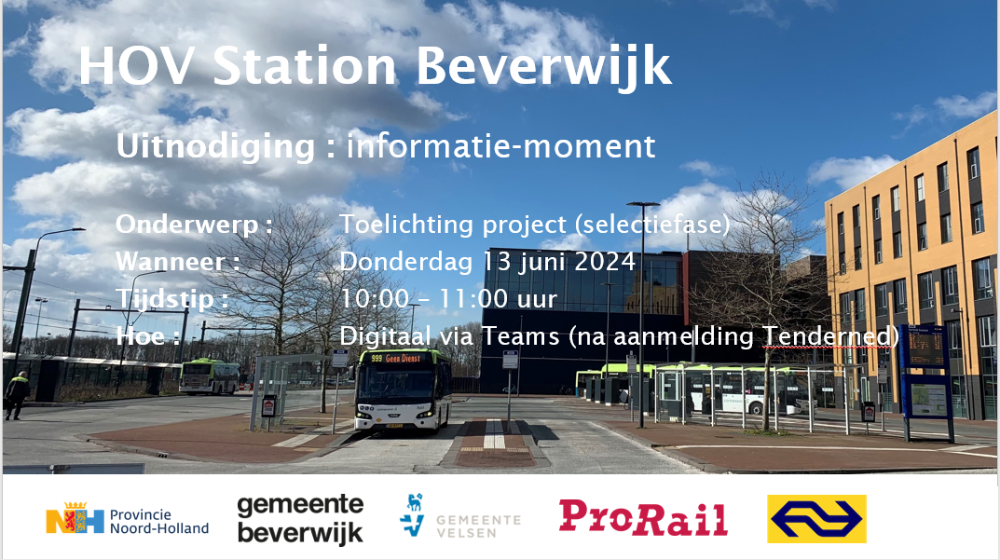 HOV Station Beverwijk
Uitnodiging : informatie-moment
Onderwerp : Toelichting project (selectiefase)
Wanneer : Donderdag 13 juni 2024
Tijdstip : 10:00 – 11:00 uur
Hoe : Digitaal via Teams (na aanmelding Tenderned)
999 Geen Dienst
NH Provincie
Noord-Holland
gemeente
beverwijk
GEMEENTE
VELSEN
ProRail